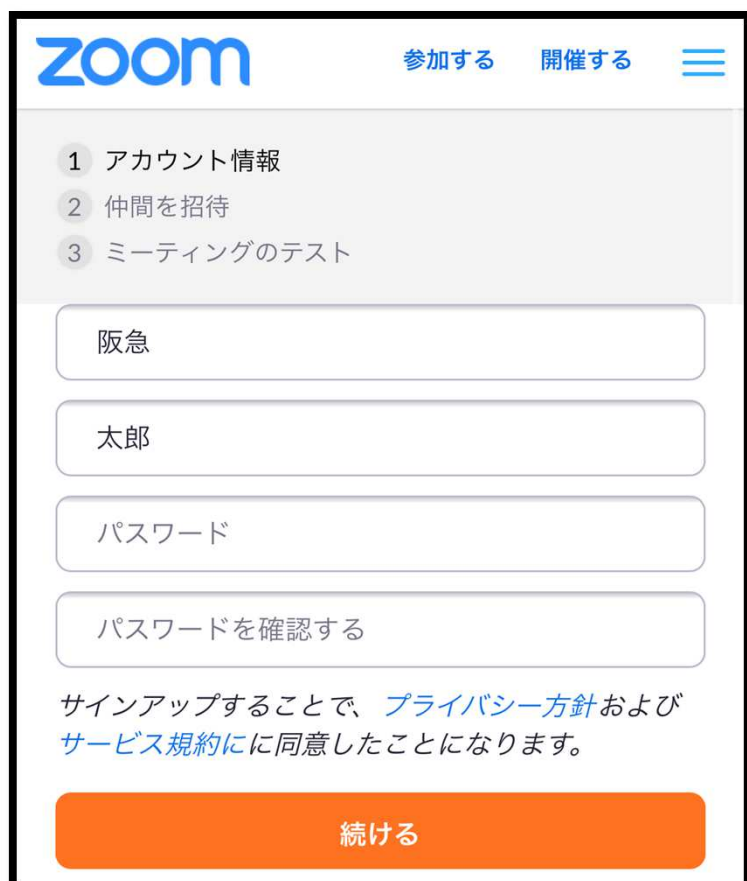 zoom 参加する 開催する
1 アカウント情報
2 仲間を招待
3 ミーティングのテスト
阪急
太郎
パスワード
パスワードを確認する
サインアップすることで、プライバシー方針および
サービス規約にに同意したことになります。
続ける